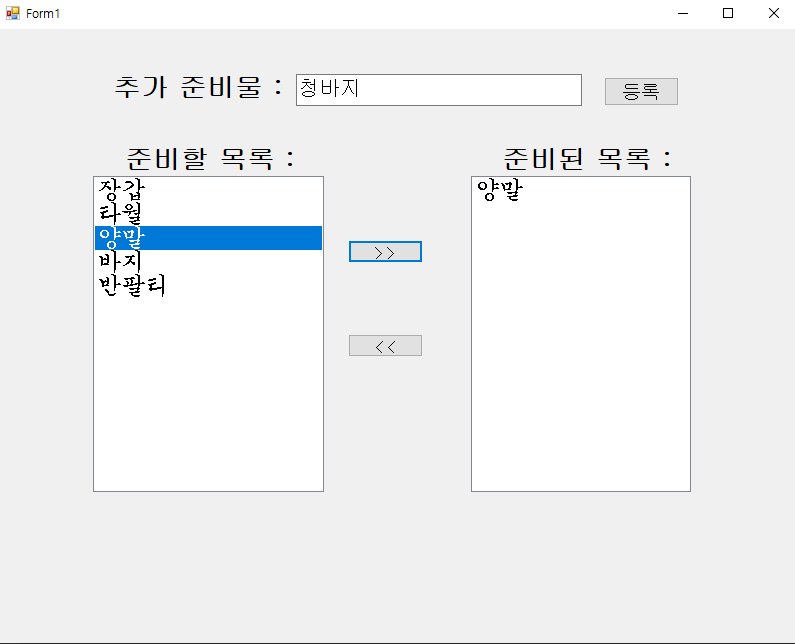 Form1
추가 준비물 : 청바지 등록
준비할 목록 : 준비된 목록 :
장갑
타월
양말
바지
반팔티
>>
<<
양말